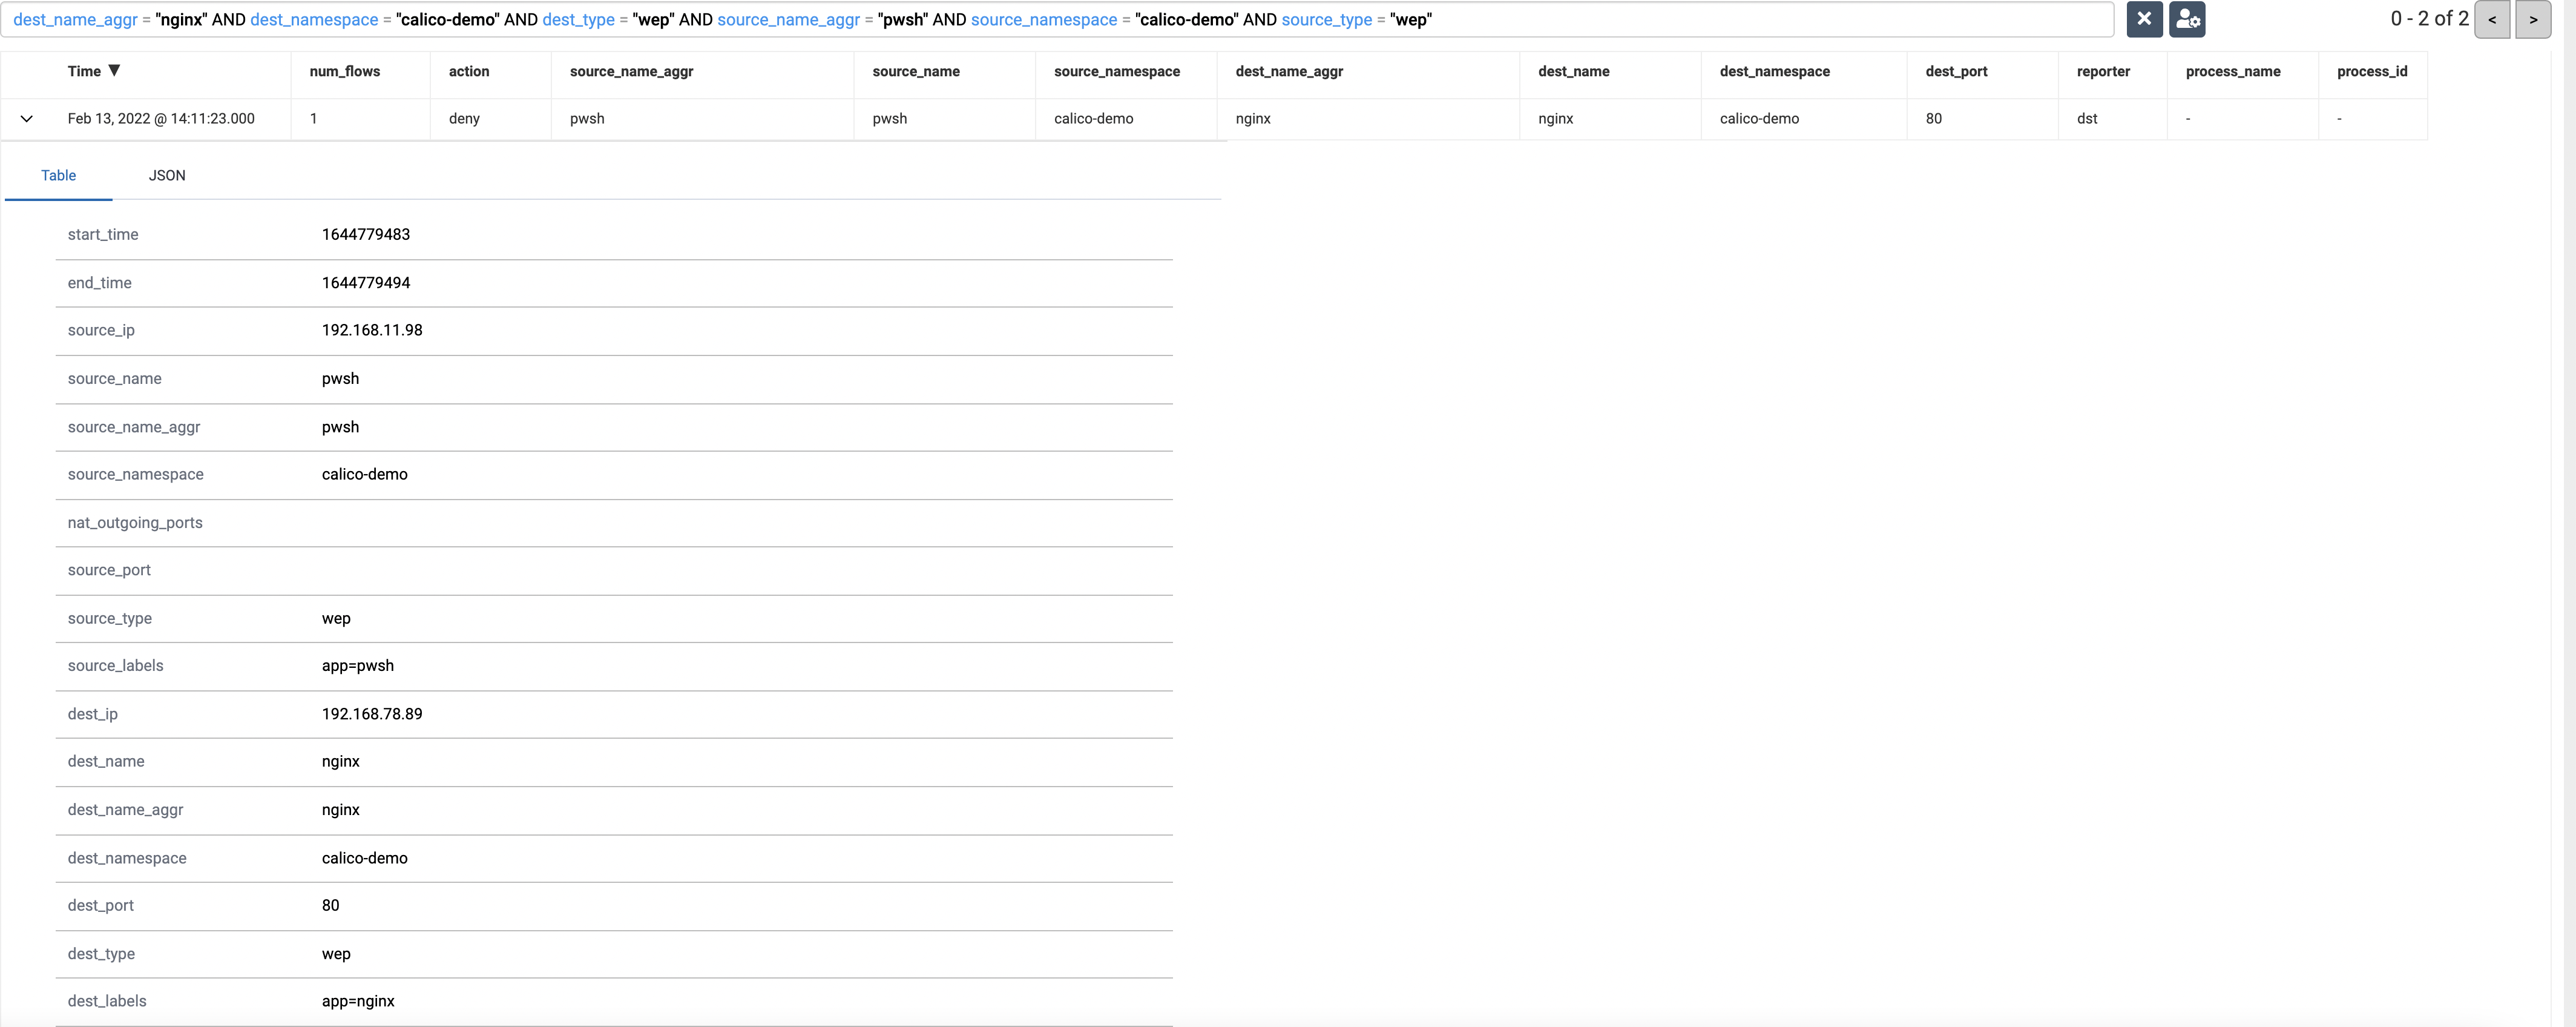 dest_name_aggr = "nginx" AND dest_namespace = "calico-demo" AND dest_type = "wep" AND source_name_aggr = "pwsh" AND source_namespace = "calico-demo" AND source_type = "wep" 0 - 2 of 2 < >
Time ▼ num_flows action source_name_aggr source_name source_namespace dest_name_aggr dest_name dest_namespace dest_port reporter process_name process_id
Feb 13, 2022 @ 14:11:23.000 1 deny pwsh pwsh calico-demo nginx nginx calico-demo 80 dst - -
Table JSON
start_time 1644779483
end_time 1644779494
source_ip 192.168.11.98
source_name pwsh
source_name_aggr pwsh
source_namespace calico-demo
nat_outgoing_ports
source_port
source_type wep
source_labels app=pwsh
dest_ip 192.168.78.89
dest_name nginx
dest_name_aggr nginx
dest_namespace calico-demo
dest_port 80
dest_type wep
dest_labels app=nginx